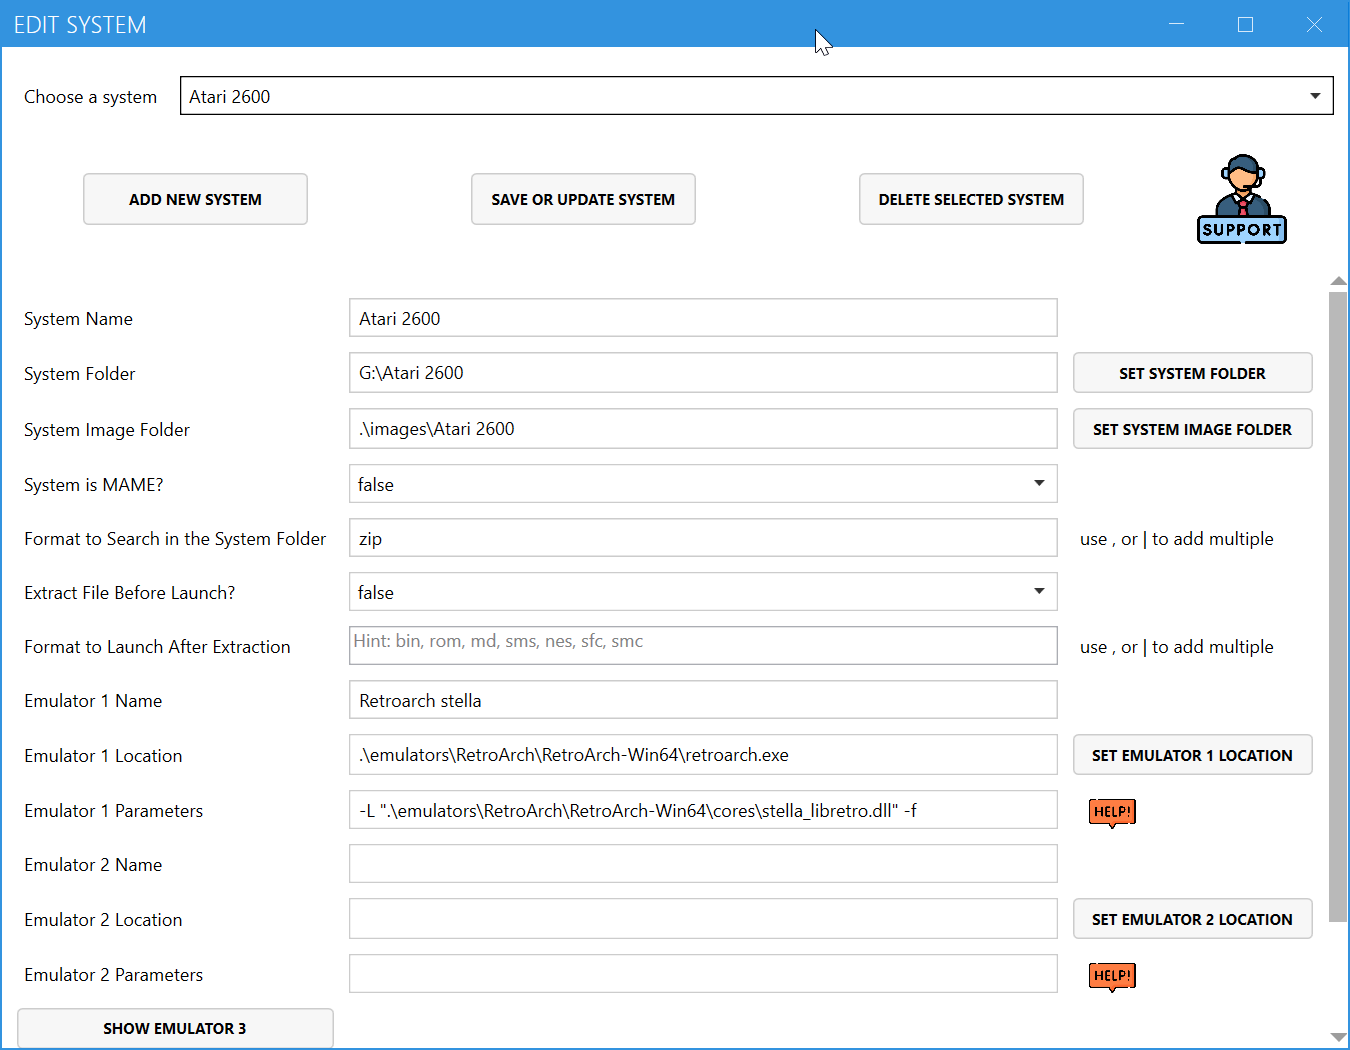 EDIT SYSTEM
Choose a system Atari 2600
ADD NEW SYSTEM SAVE OR UPDATE SYSTEM DELETE SELECTED SYSTEM SUPPORT
System Name Atari 2600
System Folder G:\Atari 2600 SET SYSTEM FOLDER
System Image Folder .\images\Atari 2600 SET SYSTEM IMAGE FOLDER
System is MAME? false
Format to Search in the System Folder zip use , or | to add multiple
Extract File Before Launch? false
Format to Launch After Extraction Hint: bin, rom, md, sms, nes, sfc, smc use , or | to add multiple
Emulator 1 Name Retroarch stella
Emulator 1 Location .\emulators\RetroArch\RetroArch-Win64\retroarch.exe SET EMULATOR 1 LOCATION
Emulator 1 Parameters -L ".\emulators\RetroArch\RetroArch-Win64\cores\stella_libretro.dll" -f HELP!
Emulator 2 Name
Emulator 2 Location SET EMULATOR 2 LOCATION
Emulator 2 Parameters HELP!
SHOW EMULATOR 3